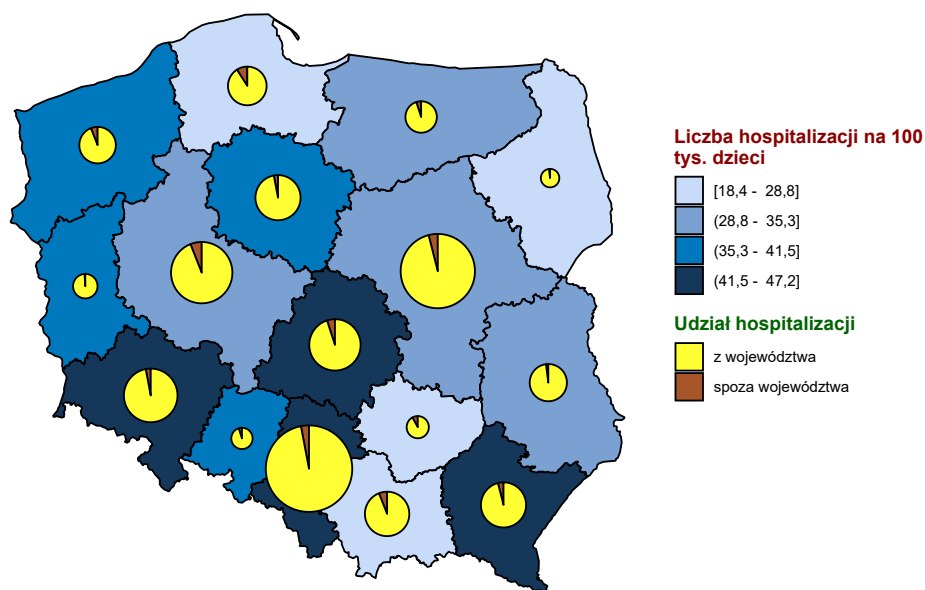 Liczba hospitalizacji na 100
tys. dzieci
[18,4 - 28,8]
(28,8 - 35,3]
(35,3 - 41,5]
(41,5 - 47,2]
Udział hospitalizacji
z województwa
spoza województwa